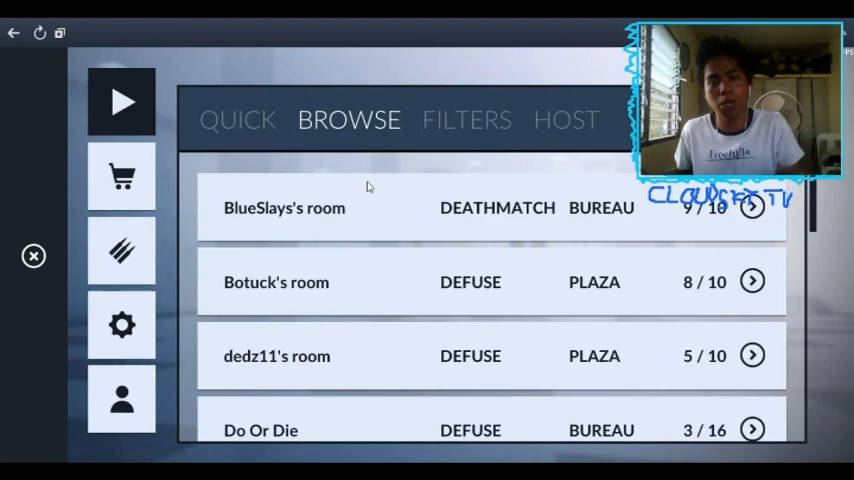 QUICK BROWSE FILTERS HOST
BlueSlays's room DEATHMATCH BUREAU 9 / 10
Botuck's room DEFUSE PLAZA 8 / 10
dedz11's room DEFUSE PLAZA 5 / 10
Do Or Die DEFUSE BUREAU 3 / 16